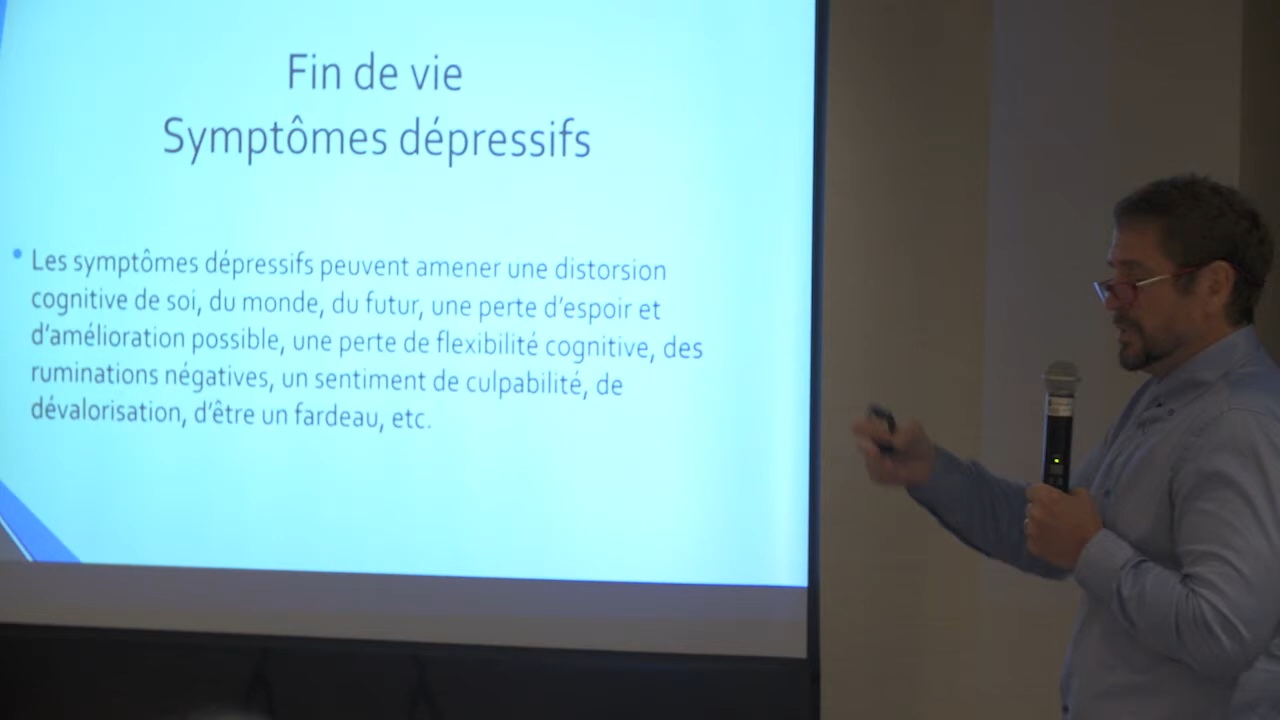 Fin de vie
Symptômes dépressifs
Les symptômes dépressifs peuvent amener une distorsion
cognitive de soi, du monde, du futur, une perte d'espoir et
d'amélioration possible, une perte de flexibilité cognitive, des
ruminations négatives, un sentiment de culpabilité, de
dévalorisation, d'être un fardeau, etc.